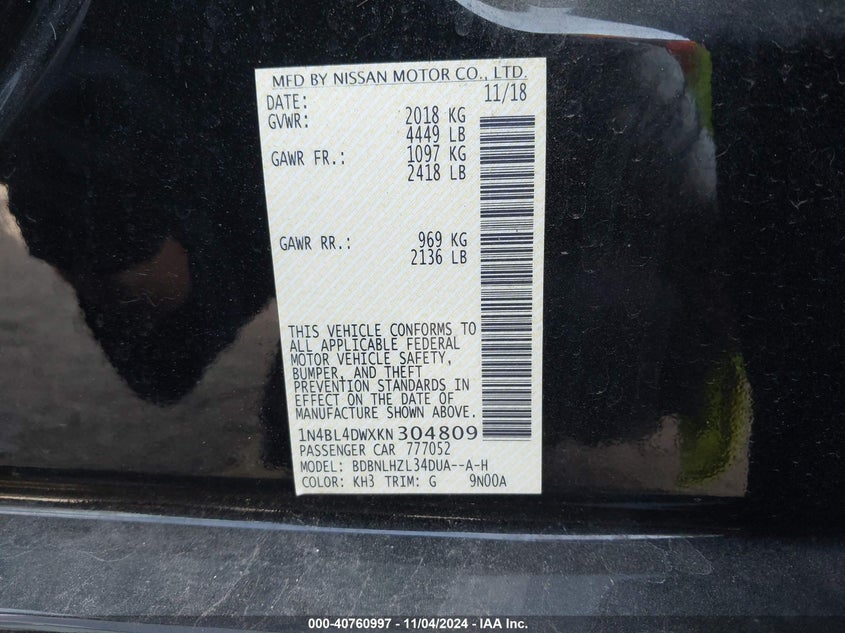 MFD BY NISSAN MOTOR CO., LTD.
DATE: 11/18
GVWR: 2018 KG
4449 LB
GAWR FR.: 1097 KG
2418 LB
GAWR RR.: 969 KG
2136 LB
THIS VEHICLE CONFORMS TO
ALL APPLICABLE FEDERAL
MOTOR VEHICLE SAFETY,
BUMPER, AND THEFT
PREVENTION STANDARDS IN
EFFECT ON THE DATE OF
MANUFACTURE SHOWN ABOVE.
1N4BL4DWXKN304809
PASSENGER CAR 777052
MODEL: BDBNLHZL34DUA--A-H
COLOR: KH3 TRIM: G 9N00A
000-40760997 - 11/04/2024 - IAA Inc.